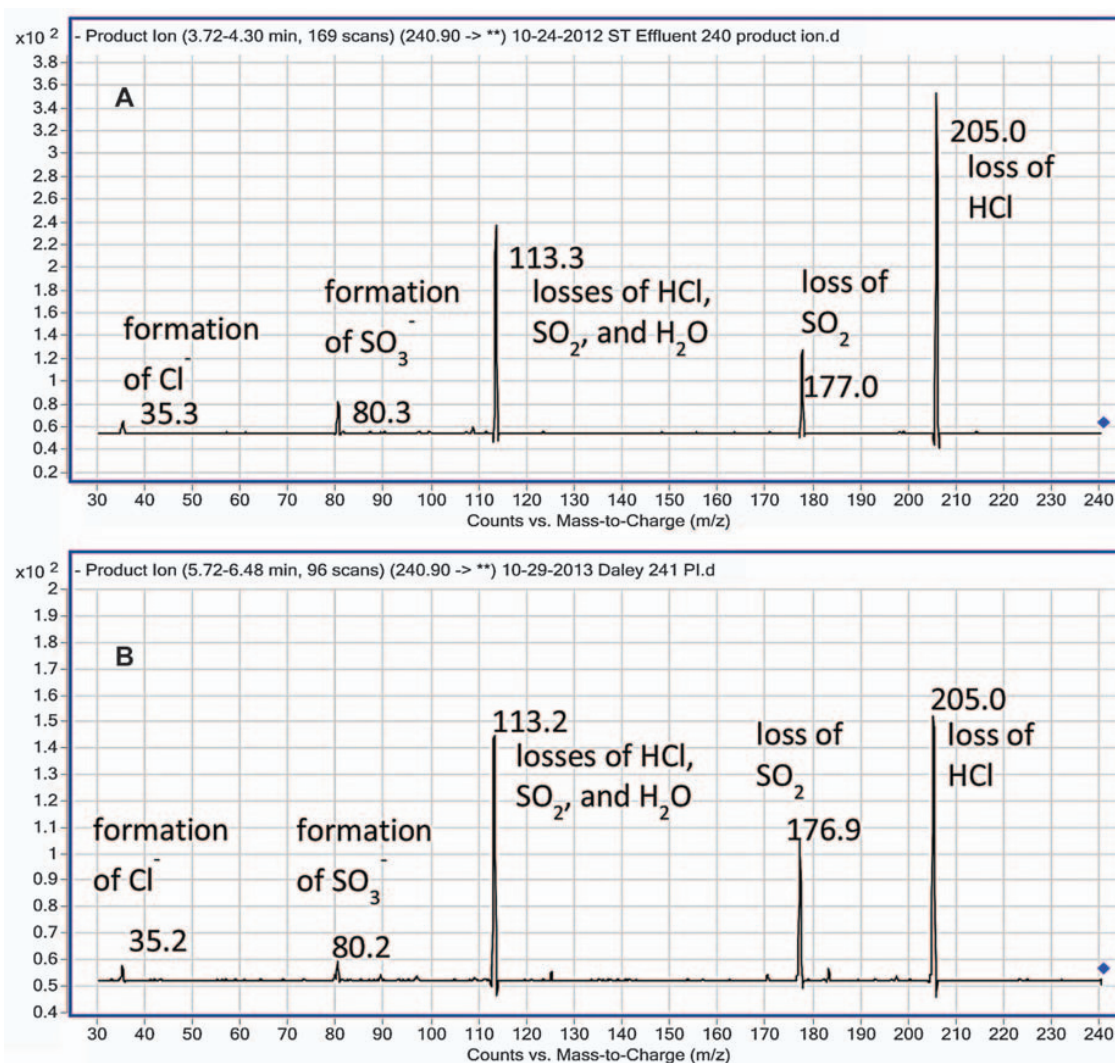 x10 2
- Product Ion (3.72-4.30 min, 169 scans) (240.90 -> **) 10-24-2012 ST Effluent 240 product ion.d
3.8
3.6
3.4
3.2
3
2.8
2.6
2.4
2.2
2
1.8
1.6
1.4
1.2
1
0.8
0.6
0.4
0.2
A
205.0
loss of
HCl
113.3
losses of HCl,
SO2, and H2O
loss of
SO2
177.0
formation
of SO3-
80.3
formation
of Cl-
35.3
30 40 50 60 70 80 90 100 110 120 130 140 150 160 170 180 190 200 210 220 230 240
Counts vs. Mass-to-Charge (m/z)
x10 2
- Product Ion (5.72-6.48 min, 96 scans) (240.90 -> **) 10-29-2013 Daley 241 PI.d
2
1.9
1.8
1.7
1.6
1.5
1.4
1.3
1.2
1.1
1
0.9
0.8
0.7
0.6
0.5
0.4
B
205.0
loss of
HCl
113.2
losses of HCl,
SO2, and H2O
loss of
SO2
176.9
formation
of Cl-
35.2
formation
of SO3-
80.2
30 40 50 60 70 80 90 100 110 120 130 140 150 160 170 180 190 200 210 220 230 240
Counts vs. Mass-to-Charge (m/z)